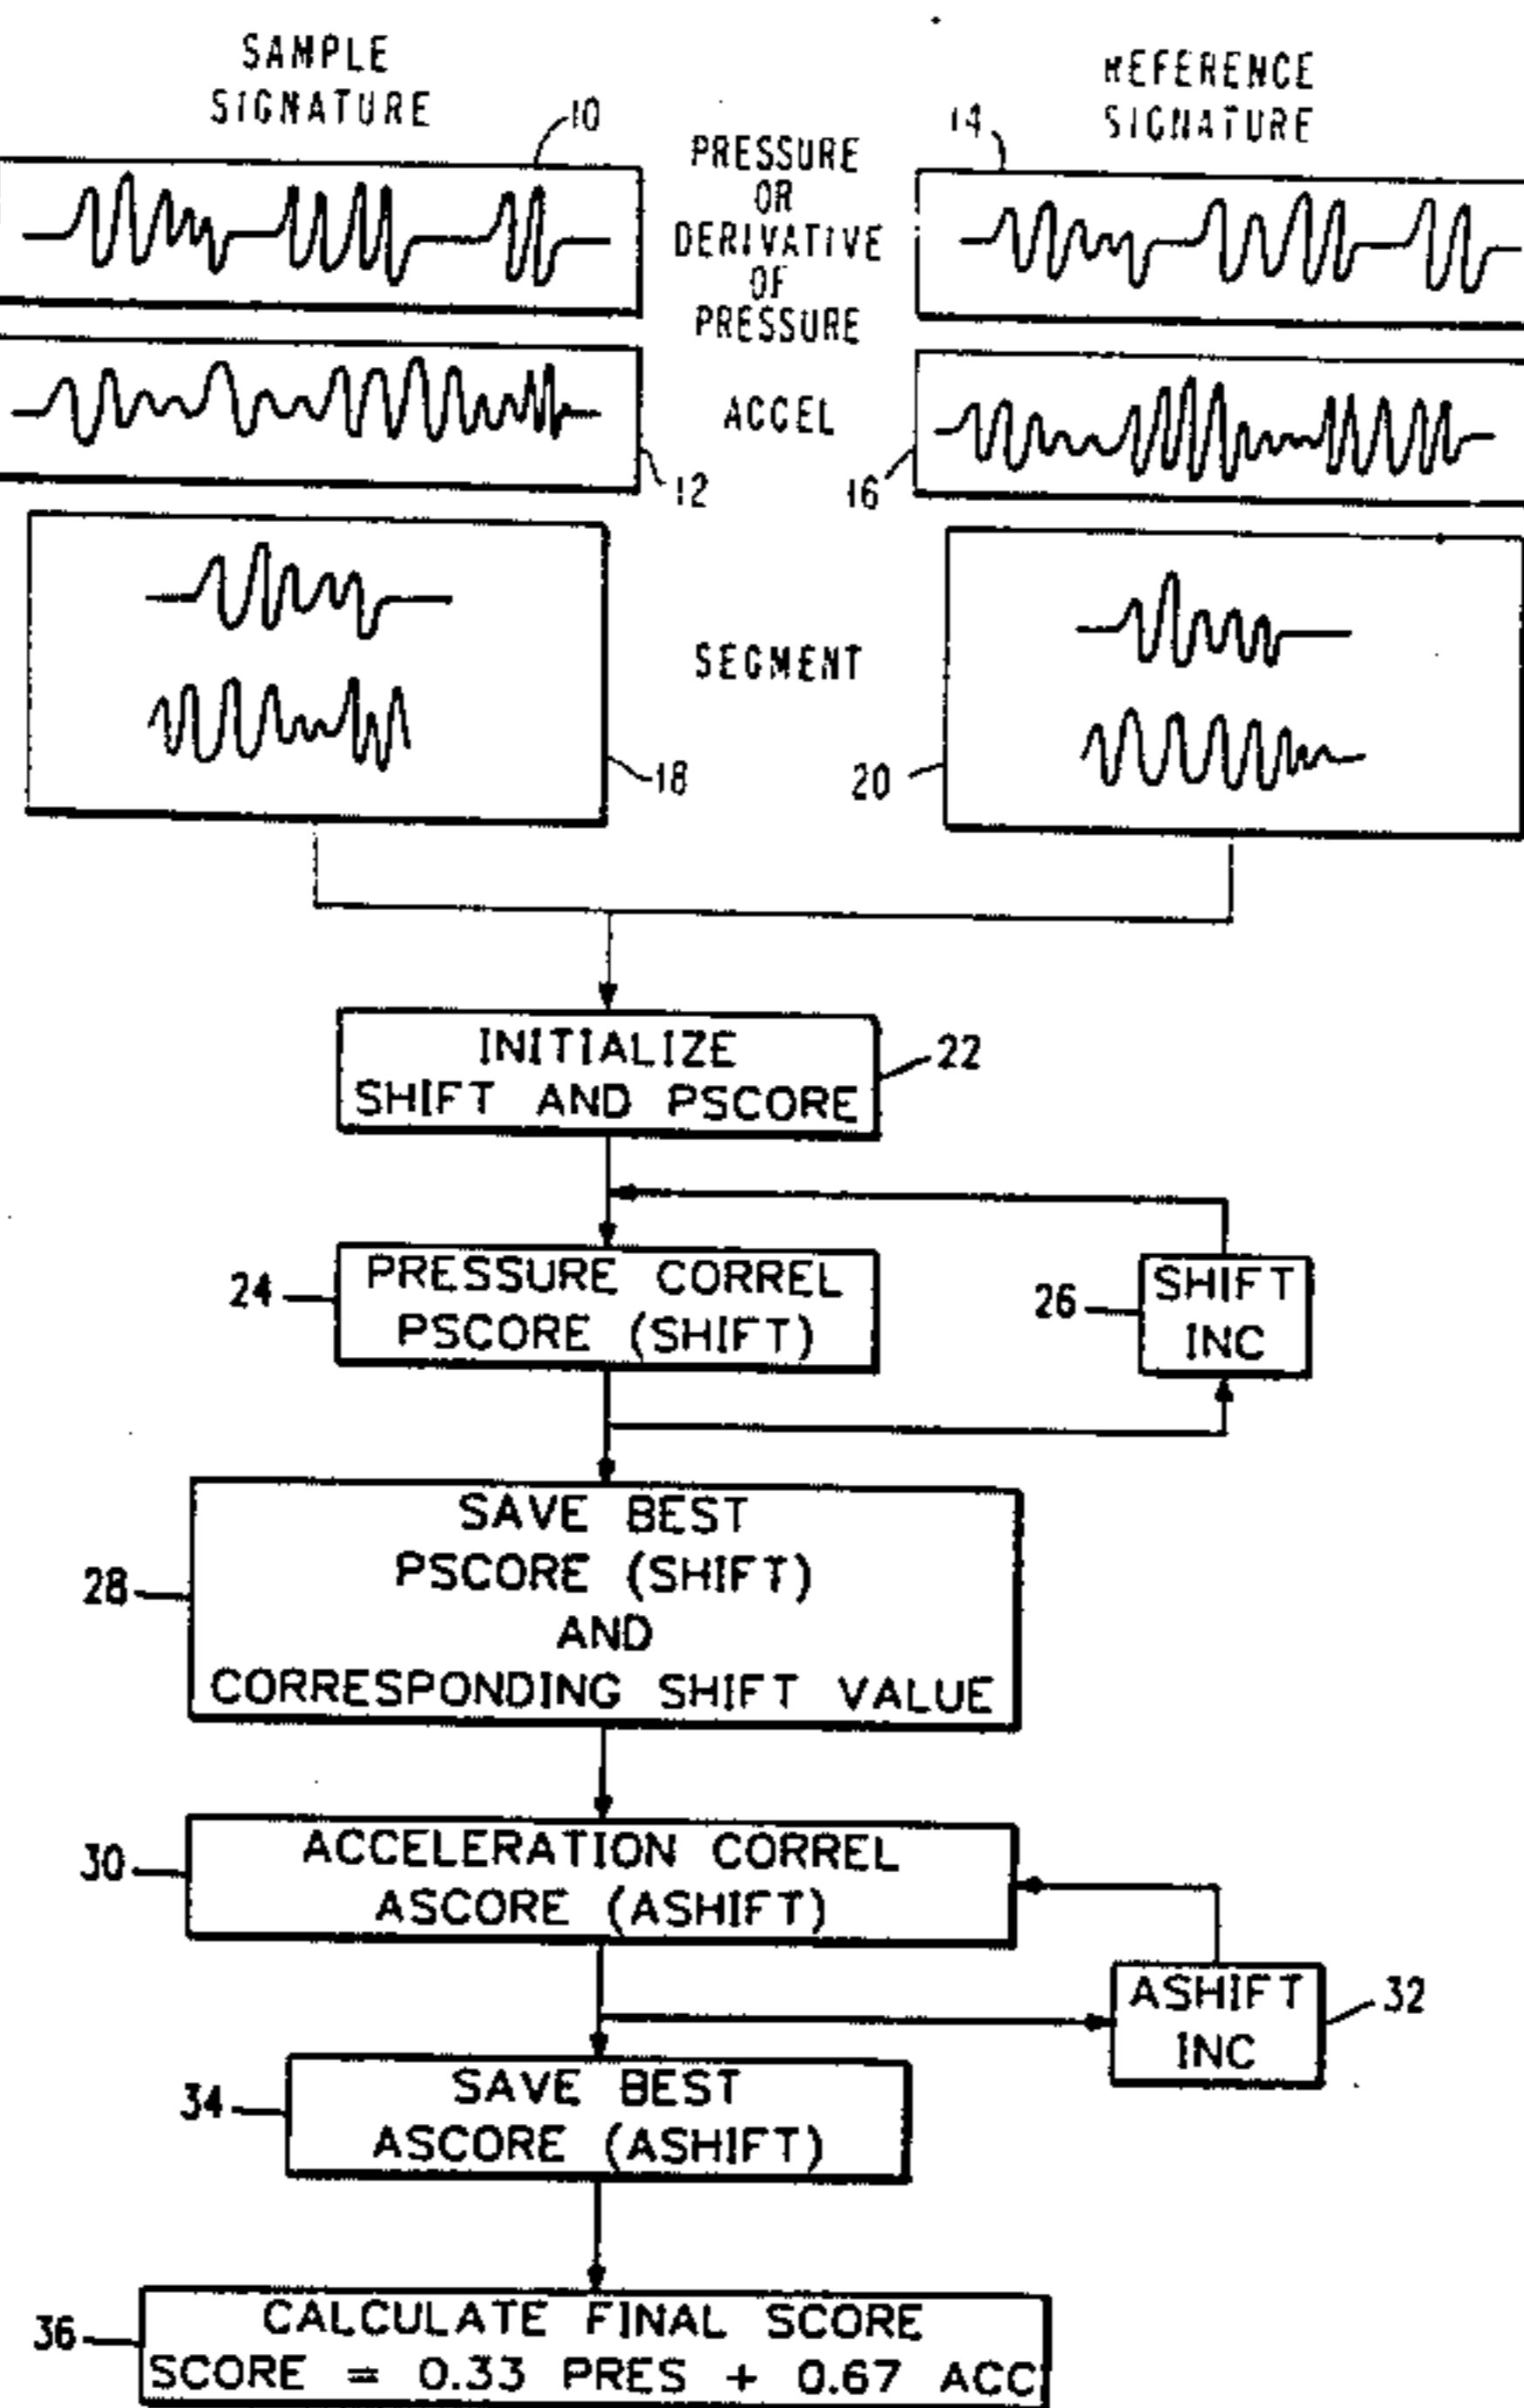 SAMPLE
SIGNATURE
10
PRESSURE
OR
DERIVATIVE
OF
PRESSURE
14
REFERENCE
SIGNATURE
ACCEL
12
16
SEGMENT
18
20
INITIALIZE
SHIFT AND PSCORE
22
24
PRESSURE CORREL
PSCORE (SHIFT)
26
SHIFT
INC
28
SAVE BEST
PSCORE (SHIFT)
AND
CORRESPONDING SHIFT VALUE
30
ACCELERATION CORREL
ASCORE (ASHIFT)
ASHIFT
INC
32
34
SAVE BEST
ASCORE (ASHIFT)
36
CALCULATE FINAL SCORE
SCORE = 0.33 PRES + 0.67 ACC